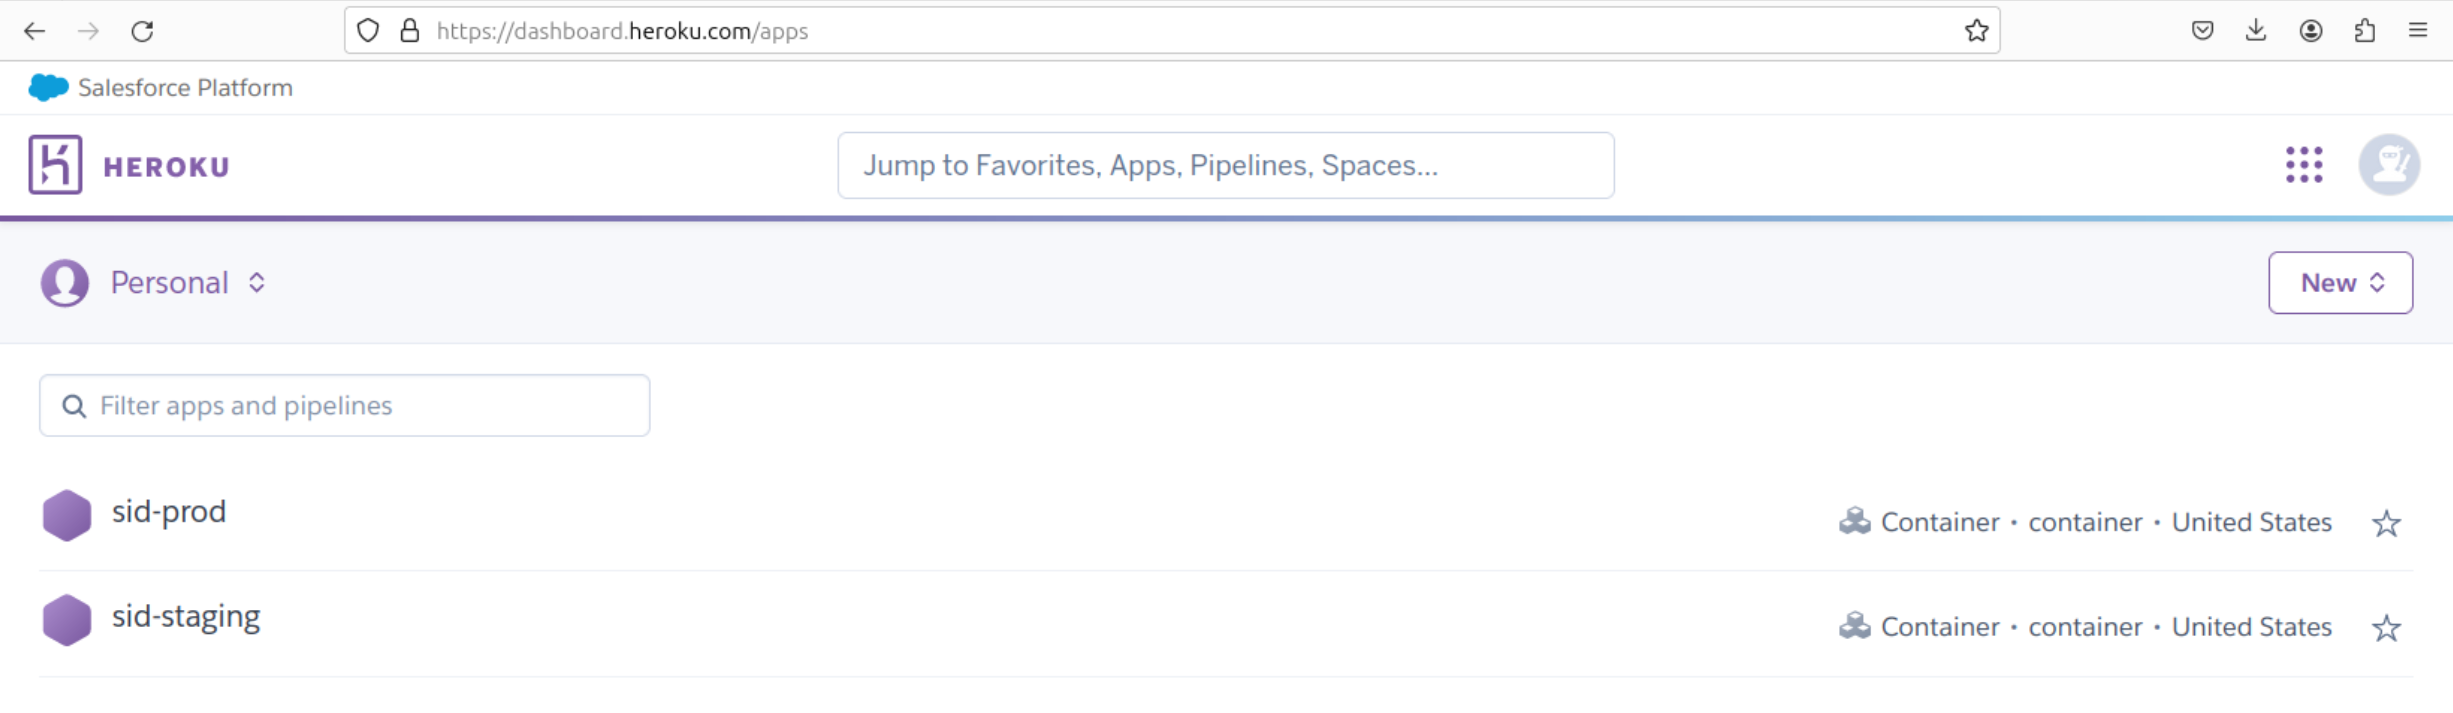 https://dashboard.heroku.com/apps
Salesforce Platform
HEROKU
Jump to Favorites, Apps, Pipelines, Spaces...
Personal
New
Filter apps and pipelines
sid-prod
Container • container • United States
sid-staging
Container • container • United States